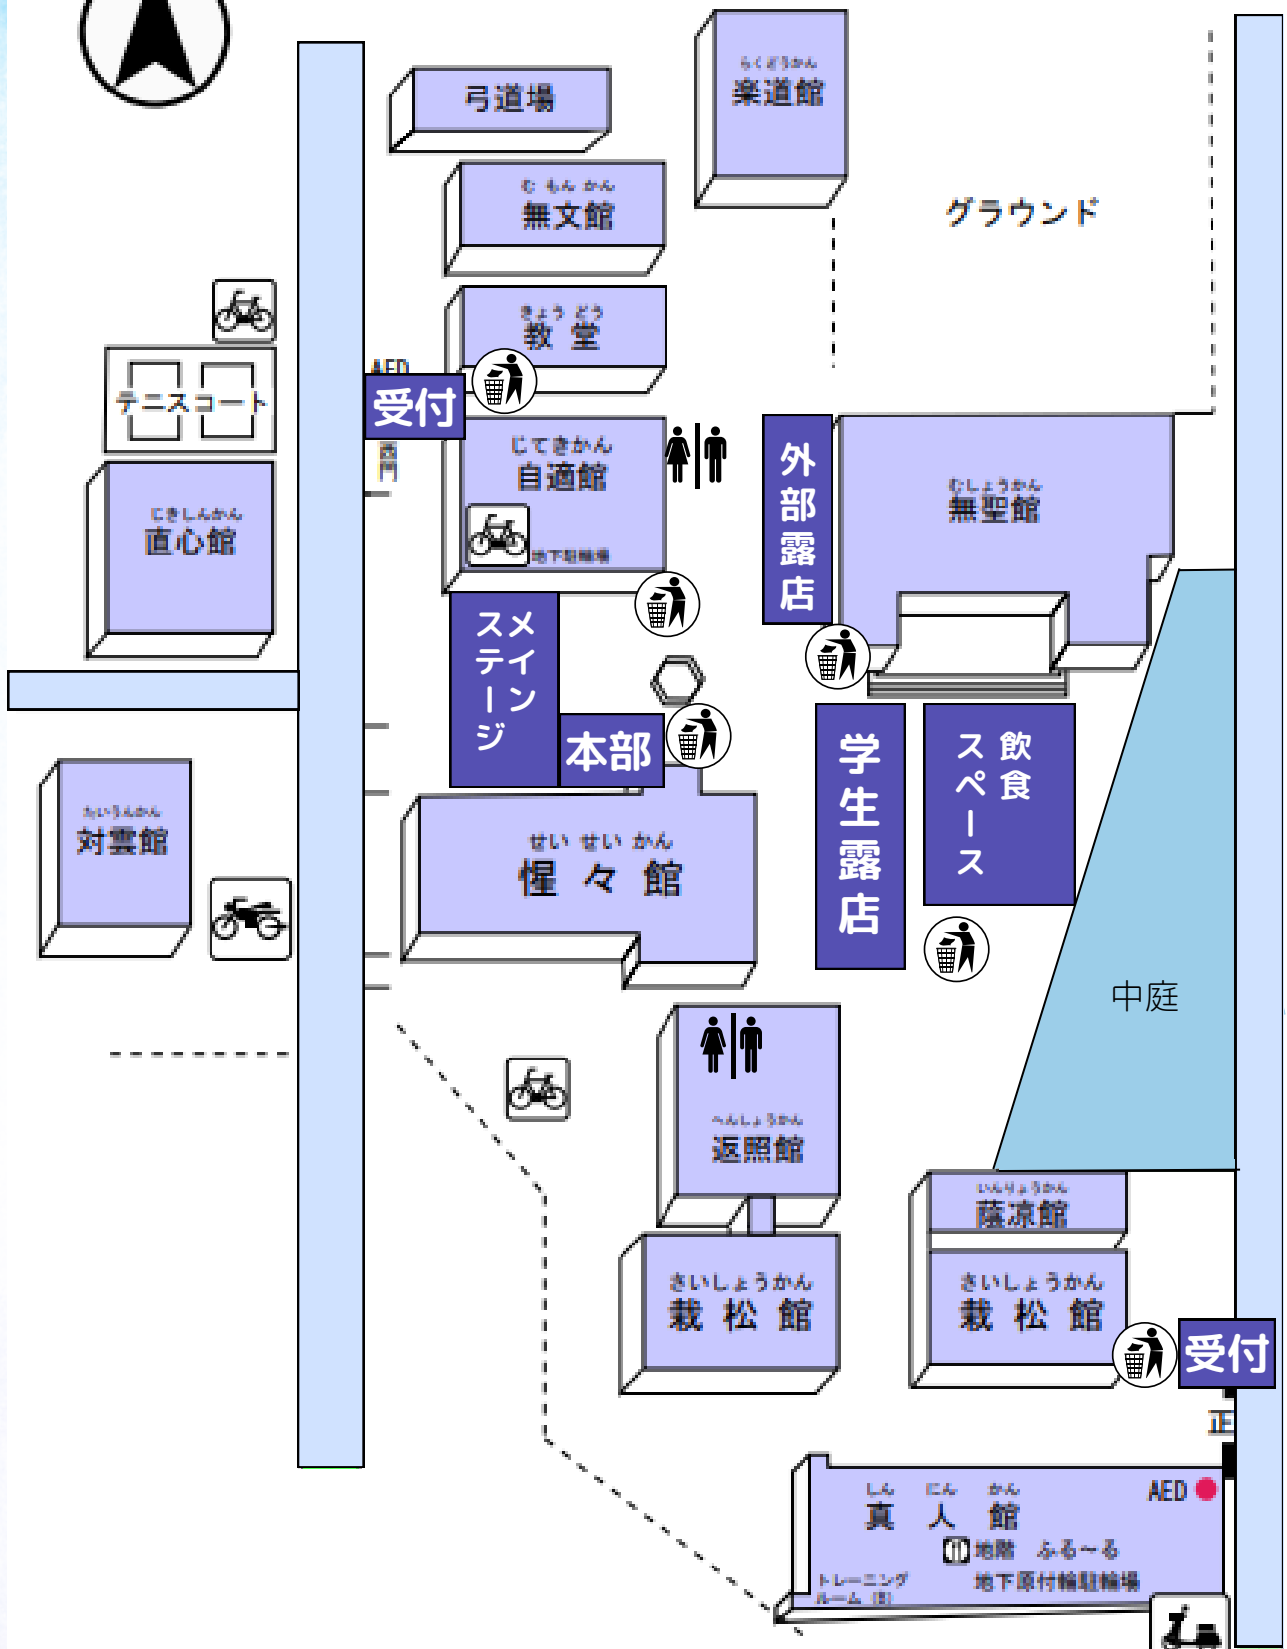 らくどうかん
楽道館
弓道場
む もん かん
無文館
グラウンド
きょう どう
教 堂
AED
受付
西門
テニスコート
じてきかん
自適館
地下駐輪場
外部露店
むしょうかん
無聖館
じきしんかん
直心館
メイン
ステージ
本部
学生露店
飲食
スペース
たいうんかん
対雲館
せい せい かん
惺々館
中庭
へんしょうかん
返照館
いんりょうかん
蔭凉館
さいしょうかん
栽松館
さいしょうかん
栽松館
受付
正
しん にん かん
真 人 館
AED
地階 ふる～る
地下原付輪駐輪場
トレーニング
ルーム